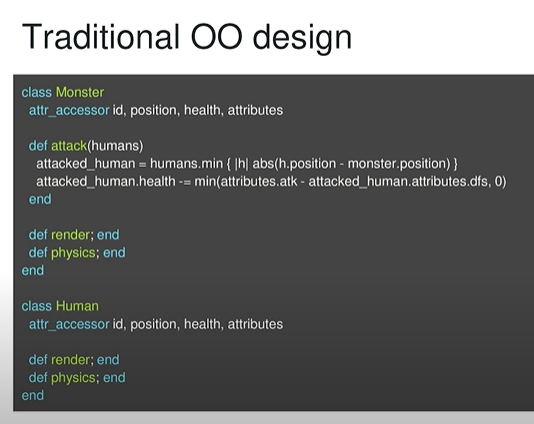 Traditional OO design
class Monster
attr_accessor id, position, health, attributes
def attack(humans)
attacked_human = humans.min { |h| abs(h.position - monster.position) }
attacked_human.health -= min(attributes.atk - attacked_human.attributes.dfs, 0)
end
def render; end
def physics; end
end
class Human
attr_accessor id, position, health, attributes
def render; end
def physics; end
end